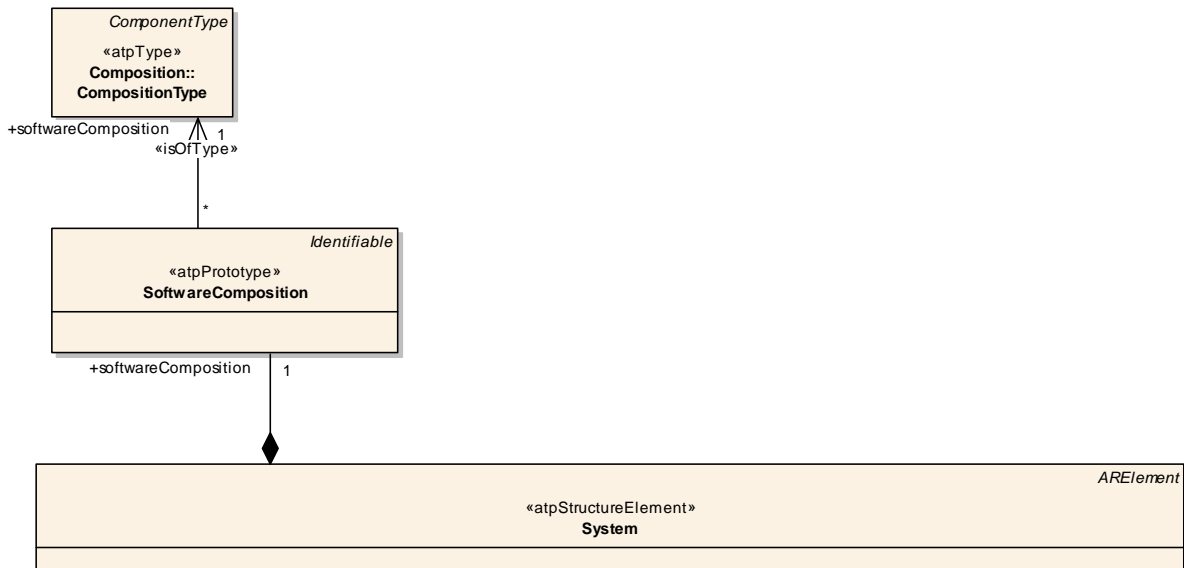 ComponentType
«atpType»
Composition::
CompositionType
+softwareComposition
1
«isOfType»
*
Identifiable
«atpPrototype»
SoftwareComposition
+softwareComposition
1
ARElement
«atpStructureElement»
System